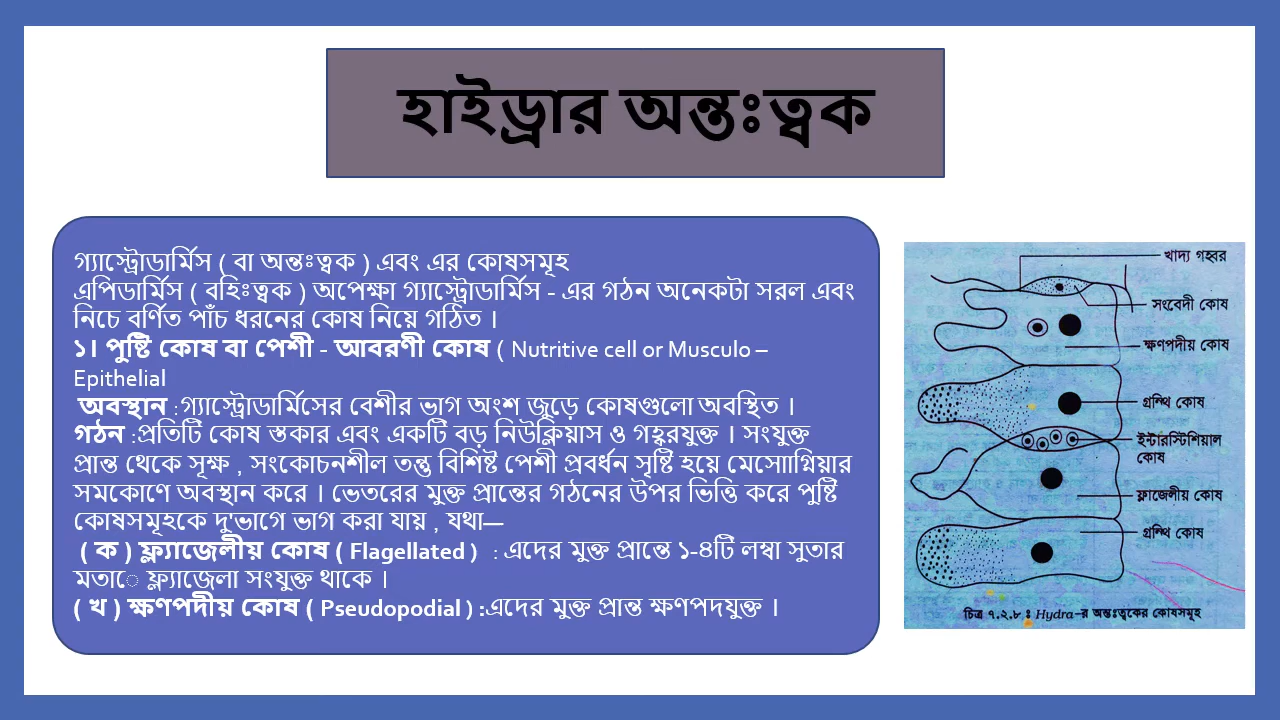 হাইড্রার অন্তঃত্বক
গ্যাস্ট্রোডার্মিস ( বা অন্তঃত্বক ) এবং এর কোষসমূহ
এপিডার্মিস ( বহিঃত্বক ) অপেক্ষা গ্যাস্ট্রোডার্মিস - এর গঠন অনেকটা সরল এবং
নিচে বর্ণিত পাঁচ ধরনের কোষ নিয়ে গঠিত ।
১। পুষ্টি কোষ বা পেশী - আবরণী কোষ ( Nutritive cell or Musculo –
Epithelial
অবস্থান :গ্যাস্ট্রোডার্মিসের বেশীর ভাগ অংশ জুড়ে কোষগুলো অবস্থিত ।
গঠন :প্রতিটি কোষ স্তকার এবং একটি বড় নিউক্লিয়াস ও গহ্বরযুক্ত । সংযুক্ত
প্রান্ত থেকে সূক্ষ , সংকোচনশীল তন্তু বিশিষ্ট পেশী প্রবর্ধন সৃষ্টি হয়ে মেসোাগ্লিয়ার
সমকোণে অবস্থান করে । ভেতরের মুক্ত প্রান্তের গঠনের উপর ভিত্তি করে পুষ্টি
কোষসমূহকে দু'ভাগে ভাগ করা যায় , যথা—
( ক ) ফ্ল্যাজেলীয় কোষ ( Flagellated ) : এদের মুক্ত প্রান্তে ১-৪টি লম্বা সুতার
মতাে ফ্ল্যাজেলা সংযুক্ত থাকে ।
( খ ) ক্ষণপদীয় কোষ ( Pseudopodial ) :এদের মুক্ত প্রান্ত ক্ষণপদযুক্ত ।
খাদ্য গহ্বর
সংবেদী কোষ
ক্ষণপদীয় কোষ
গ্রন্থি কোষ
ইন্টারস্টিশিয়াল
কোষ
ফ্লাজেলীয় কোষ
গ্রন্থি কোষ
চিত্র ৭.২.৮ : Hydra-র অন্তঃত্বকের কোষসমূহ